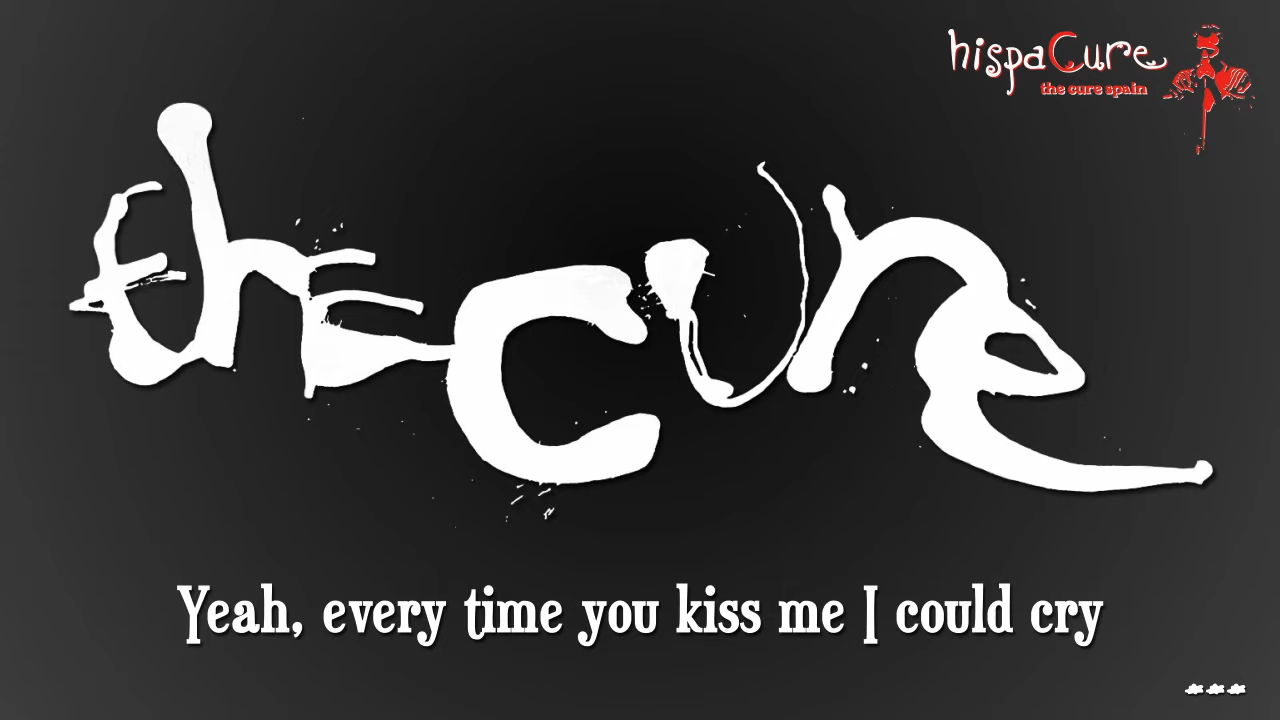 hispaCure
the cure spain
the cure
Yeah, every time you kiss me I could cry